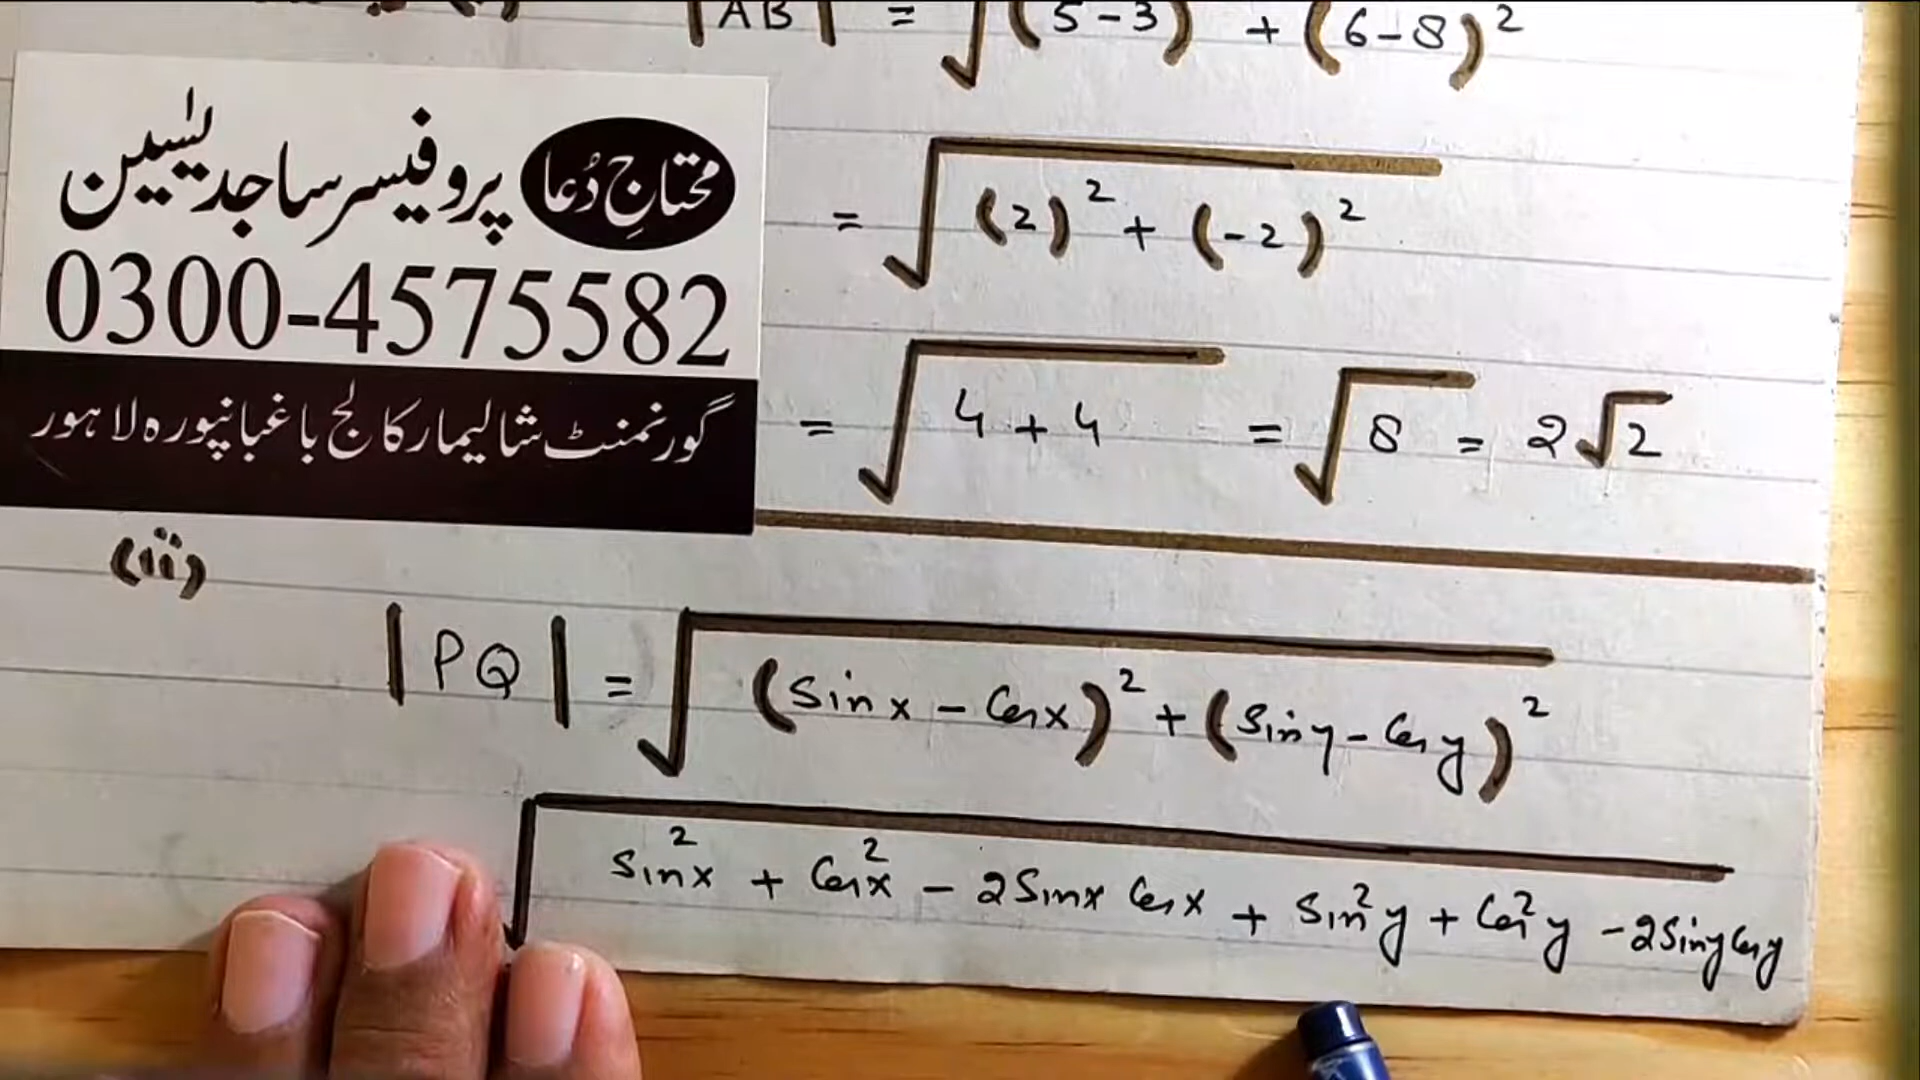 |AB| = √(5-3) + (6-8)²
محتاجِ دُعا پروفیسر ساجد یٰسین
= √(2)² + (-2)²
0300-4575582
= √4+4 = √8 = 2√2
گورنمنٹ شالیمار کالج باغبانپورہ لاہور
(ii)
|PQ| = √(Sinx - Cosx)² + (Siny - Cosy)²
√Sin²x + Cos²x - 2Sinx Cosx + Sin²y + Cos²y - 2Siny Cosy